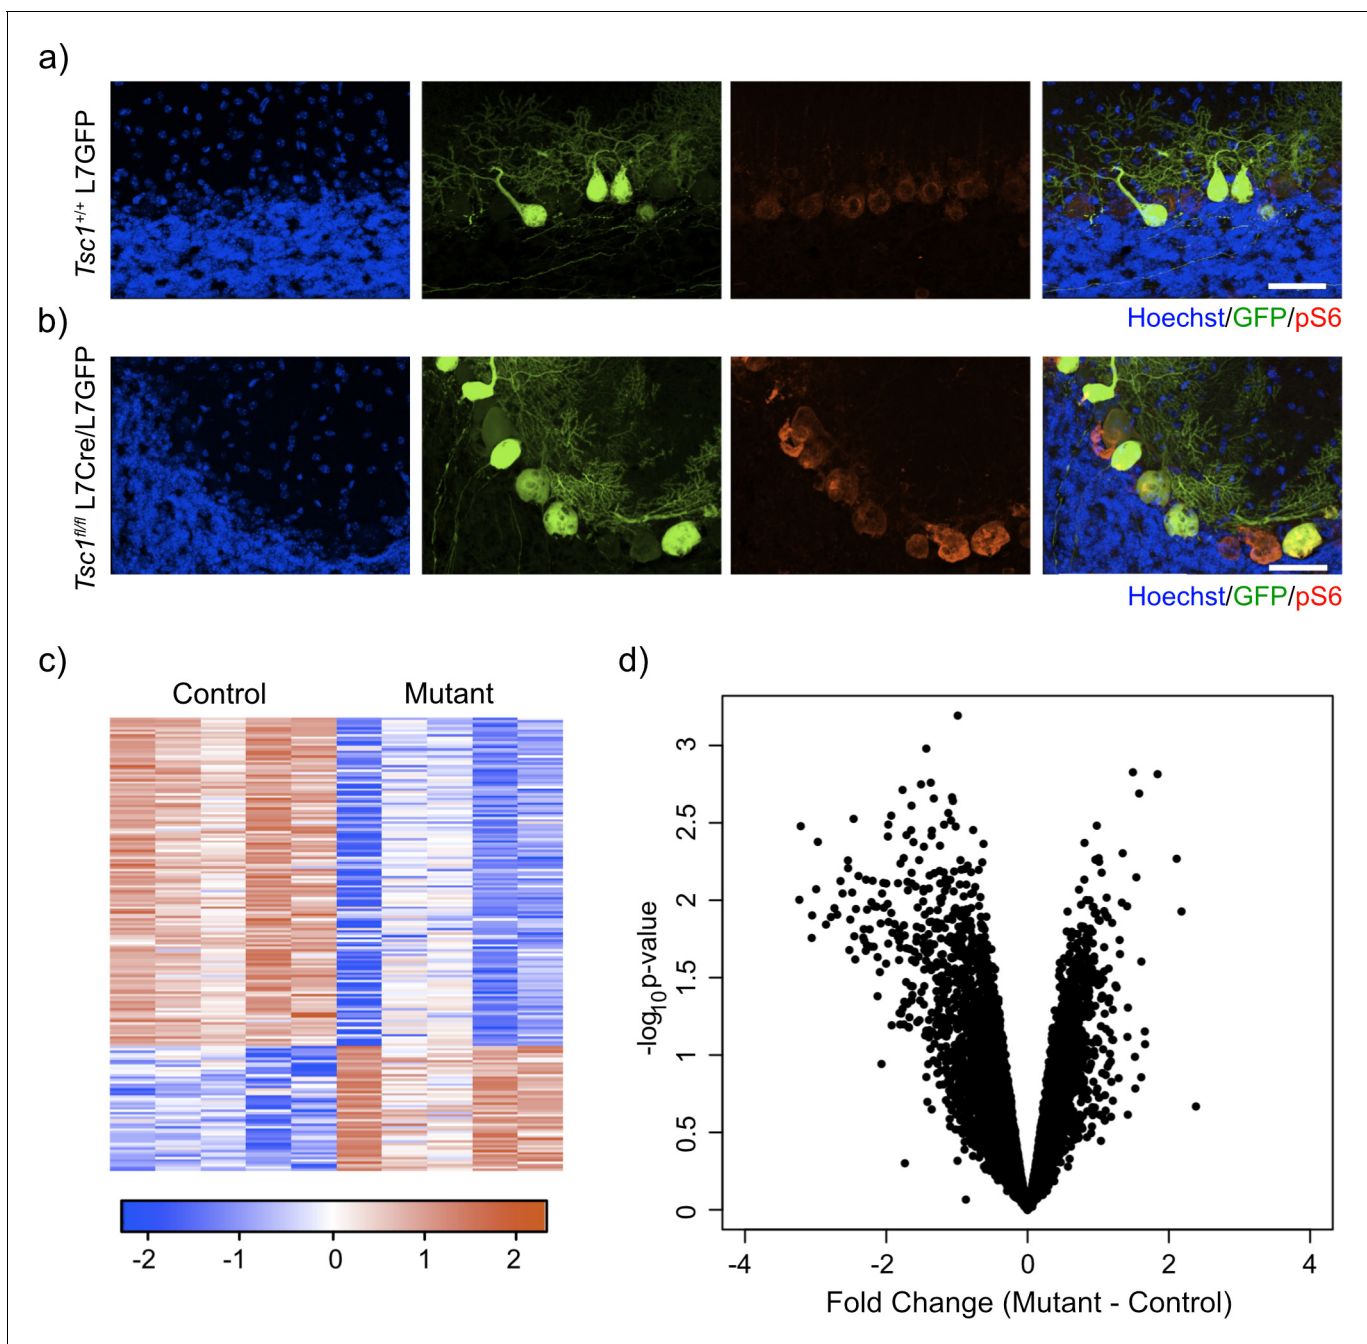 a)
Tsc1+/+ L7GFP
Hoechst/GFP/pS6
b)
Tsc1fl/fl L7Cre/L7GFP
Hoechst/GFP/pS6
c)
Control Mutant
-2 -1 0 1 2
d)
3
2.5
2
1.5
1
0.5
0
-log10p-value
-4 -2 0 2 4
Fold Change (Mutant - Control)